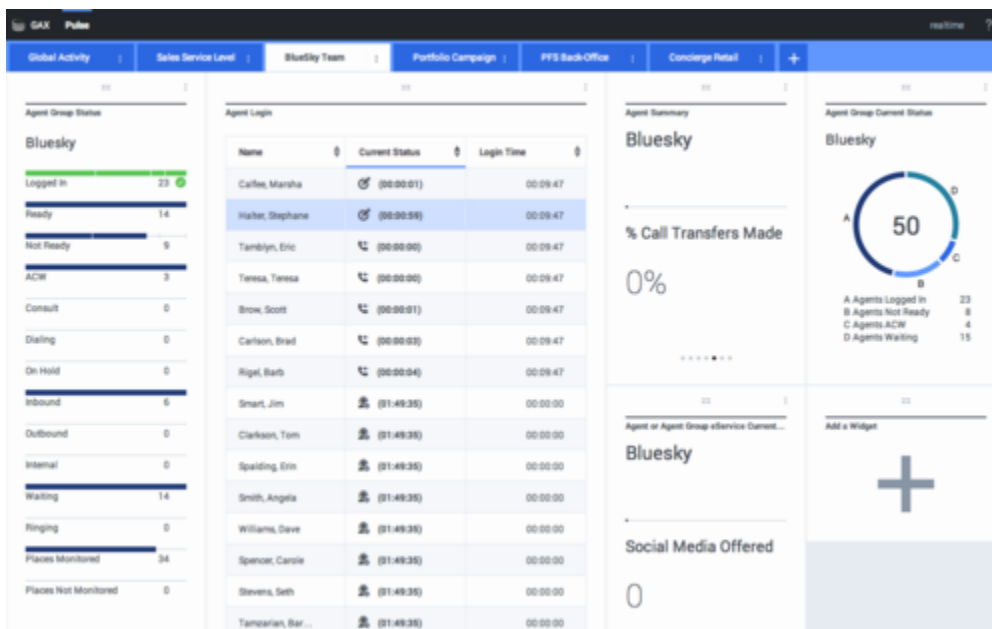 GAX Pulse realtime ?
Global Activity Sales Service Level BlueSky Team Portfolio Campaign PFS Back-Office Concierge Retail +
Agent Group Status
Bluesky
Logged In 23
Ready 14
Not Ready 9
ACW 3
Consult 0
Dialing 0
On Hold 0
Inbound 6
Outbound 0
Internal 0
Waiting 14
Ringing 0
Places Monitored 34
Places Not Monitored 0
Agent Login
Name Current Status Login Time
Calfee, Marsha (00:00:01) 00:09:47
Halter, Stephane (00:00:59) 00:09:47
Tamblyn, Eric (00:00:00) 00:09:47
Teresa, Teresa (00:00:00) 00:09:47
Brow, Scott (00:00:01) 00:09:47
Carlson, Brad (00:00:03) 00:09:47
Rigel, Barb (00:00:04) 00:09:47
Smart, Jim (01:49:35) 00:00:00
Clarkson, Tom (01:49:35) 00:00:00
Spalding, Erin (01:49:35) 00:00:00
Smith, Angela (01:49:35) 00:00:00
Williams, Dave (01:49:35) 00:00:00
Spencer, Carole (01:49:35) 00:00:00
Stevens, Seth (01:49:35) 00:00:00
Tamzarian, Bar... (01:49:35) 00:00:00
Agent Summary
Bluesky
% Call Transfers Made
0%
Agent Group Current Status
Bluesky
50
A
D
C
B
A Agents Logged In 23
B Agents Not Ready 8
C Agents ACW 4
D Agents Waiting 15
Agent or Agent Group eService Current...
Bluesky
Social Media Offered
0
Add a Widget